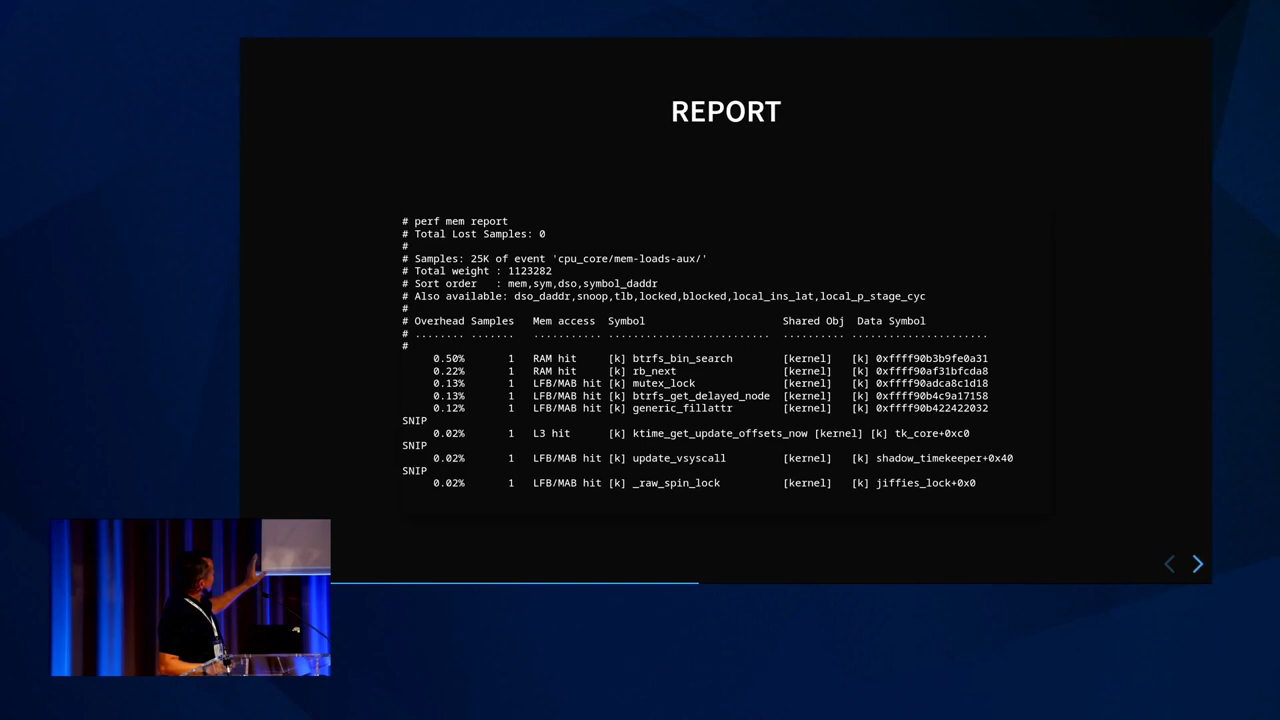 REPORT
# perf mem report
# Total Lost Samples: 0
#
# Samples: 25K of event 'cpu_core/mem-loads-aux/'
# Total weight : 1123282
# Sort order   : mem,sym,dso,symbol_daddr
# Also available: dso_daddr,snoop,tlb,locked,blocked,local_ins_lat,local_p_stage_cyc
#
# Overhead Samples   Mem access  Symbol                      Shared Obj  Data Symbol
# ........ .......   ........... ..........................  ..........  ......................
#
     0.50%       1   RAM hit     [k] btrfs_bin_search        [kernel]    [k] 0xffff90b3b9fe0a31
     0.22%       1   RAM hit     [k] rb_next                 [kernel]    [k] 0xffff90af31bfcda8
     0.13%       1   LFB/MAB hit [k] mutex_lock              [kernel]    [k] 0xffff90adca8c1d18
     0.13%       1   LFB/MAB hit [k] btrfs_get_delayed_node  [kernel]    [k] 0xffff90b4c9a17158
     0.12%       1   LFB/MAB hit [k] generic_fillattr        [kernel]    [k] 0xffff90b422422032
SNIP
     0.02%       1   L3 hit      [k] ktime_get_update_offsets_now [kernel] [k] tk_core+0xc0
SNIP
     0.02%       1   LFB/MAB hit [k] update_vsyscall         [kernel]    [k] shadow_timekeeper+0x40
SNIP
     0.02%       1   LFB/MAB hit [k] _raw_spin_lock          [kernel]    [k] jiffies_lock+0x0